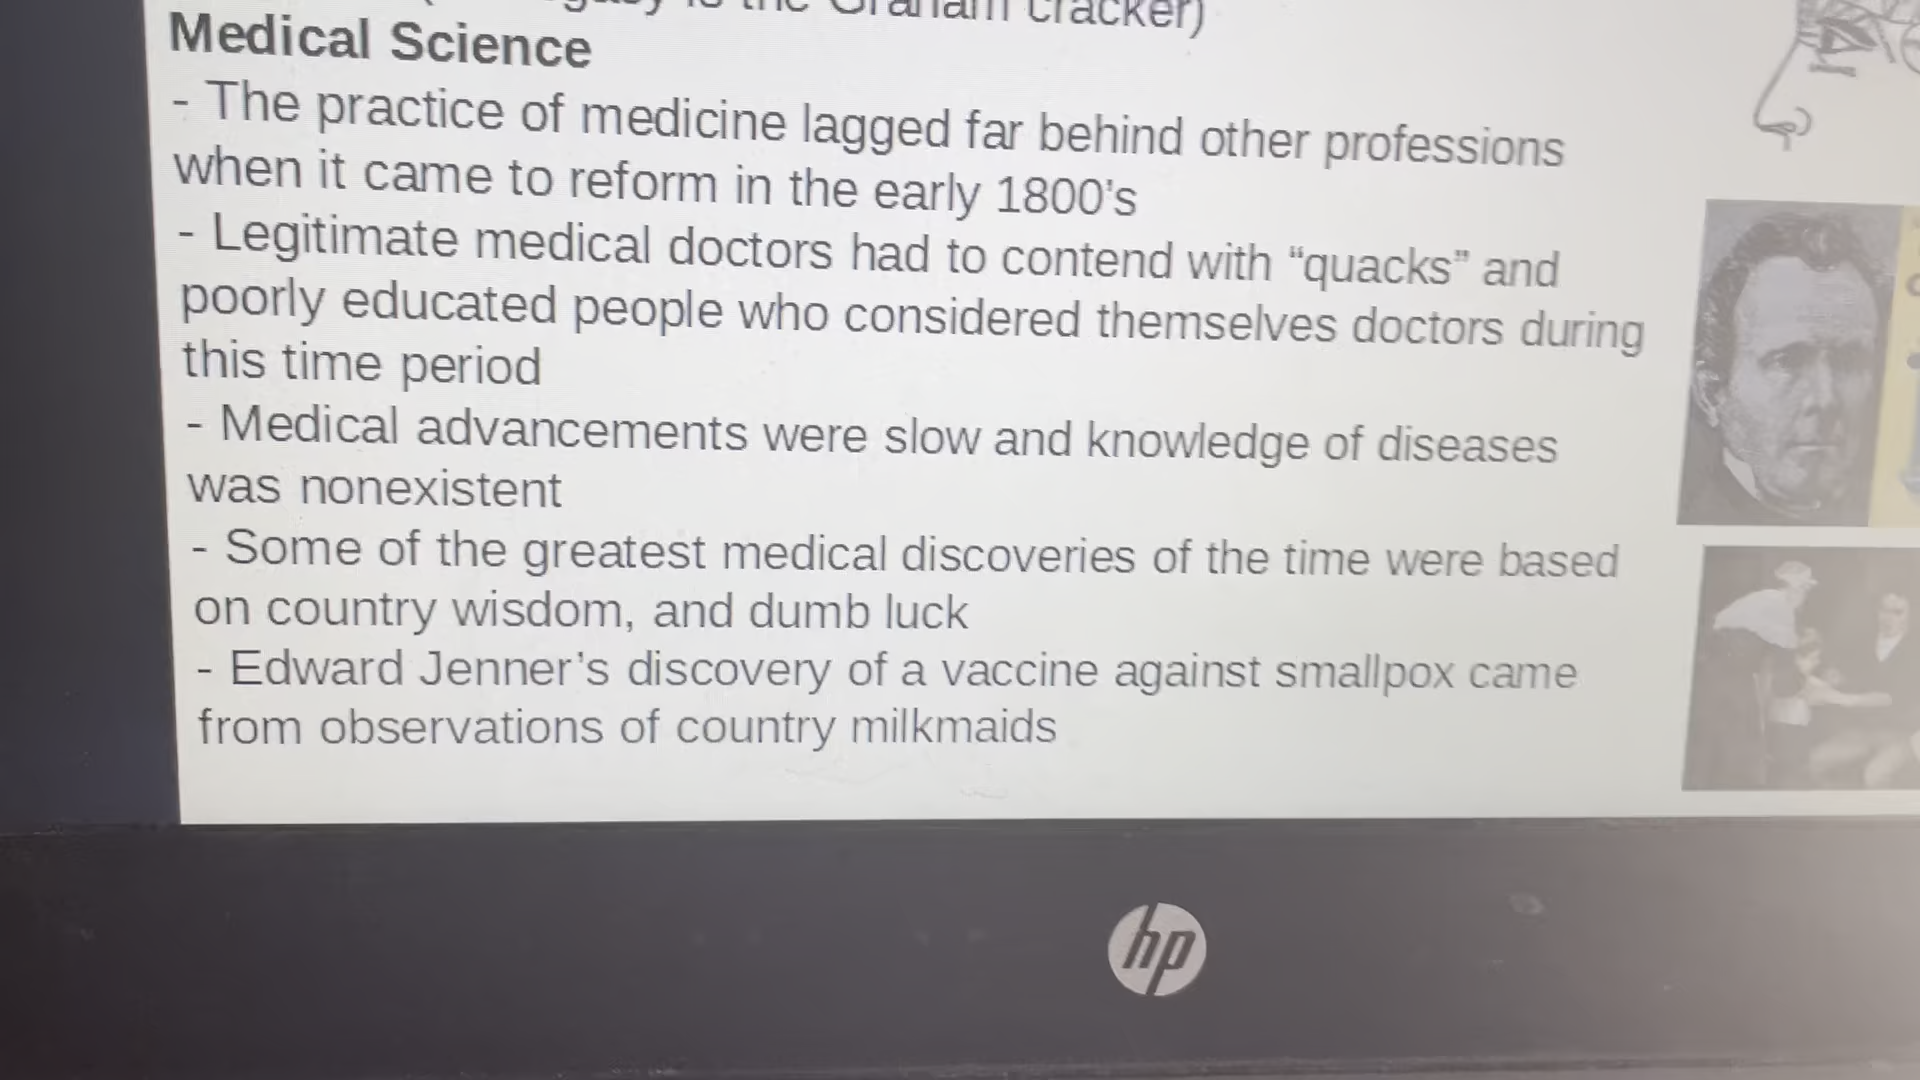 the Graham cracker)
Medical Science
- The practice of medicine lagged far behind other professions
when it came to reform in the early 1800's
- Legitimate medical doctors had to contend with “quacks” and
poorly educated people who considered themselves doctors during
this time period
- Medical advancements were slow and knowledge of diseases
was nonexistent
- Some of the greatest medical discoveries of the time were based
on country wisdom, and dumb luck
- Edward Jenner’s discovery of a vaccine against smallpox came
from observations of country milkmaids
hp